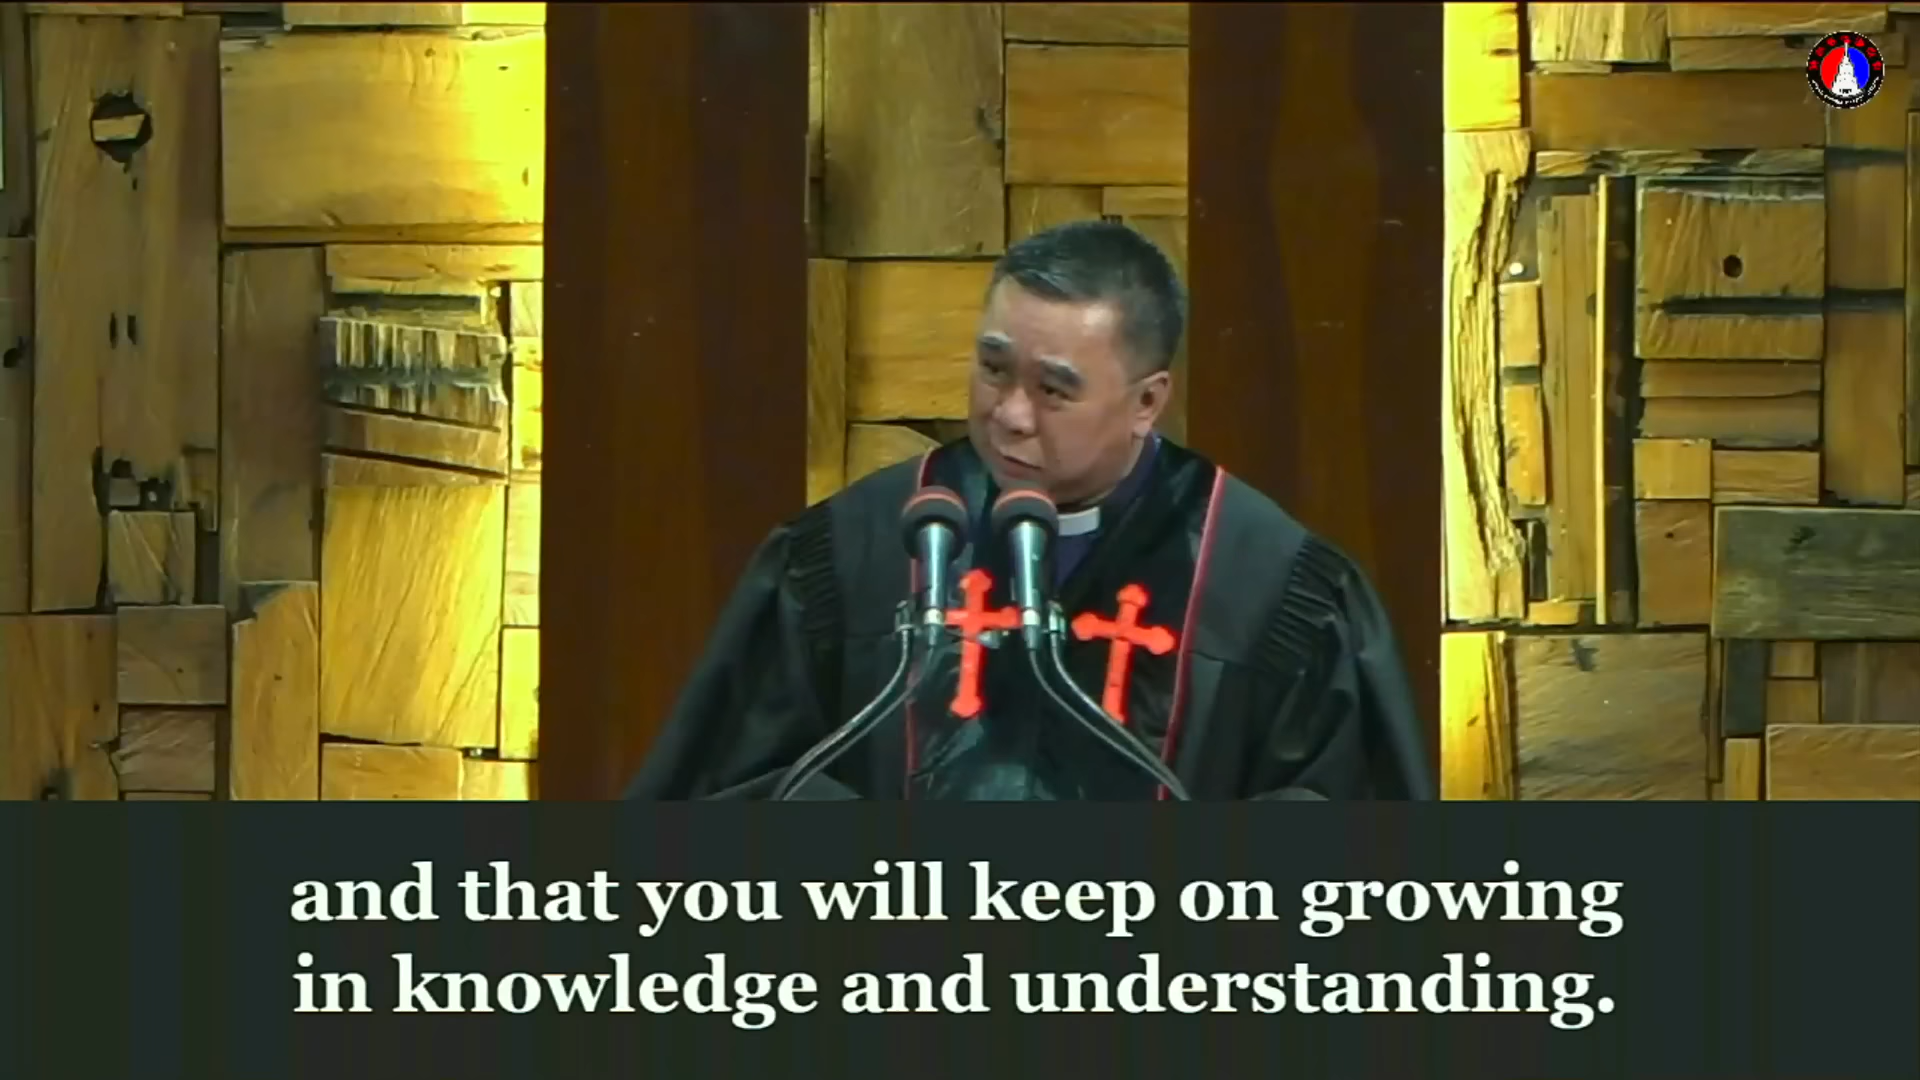 and that you will keep on growing
in knowledge and understanding.